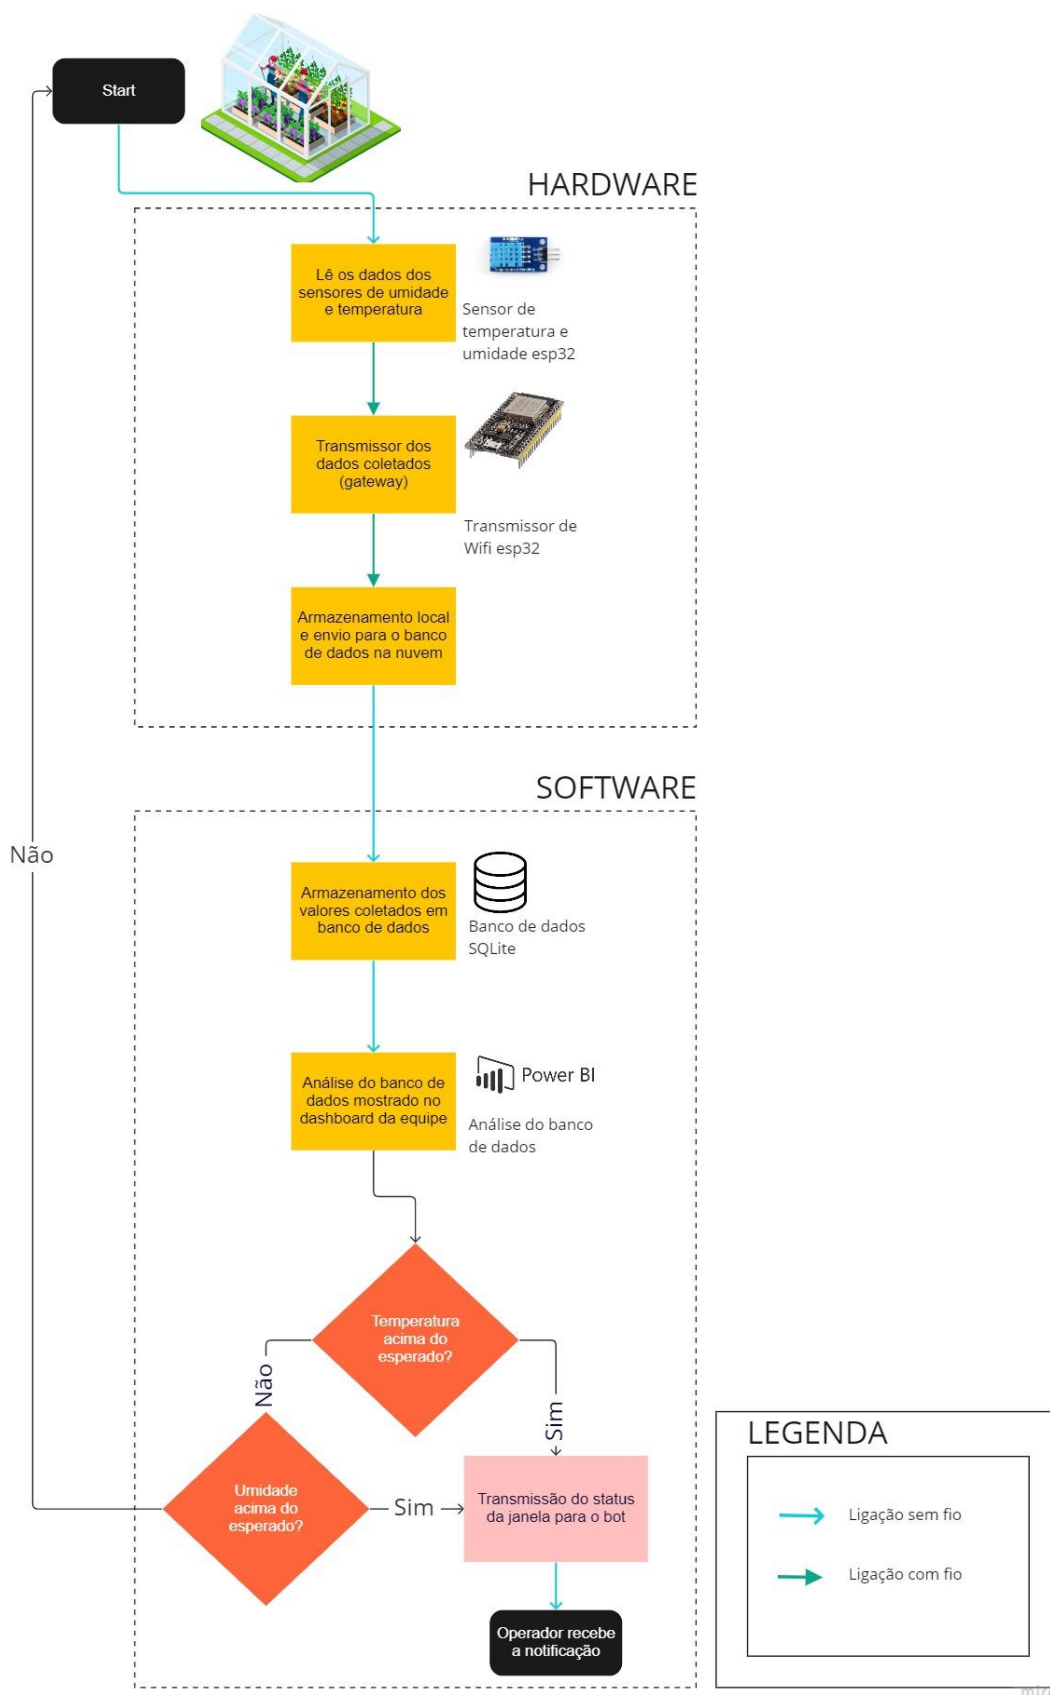 Start
HARDWARE
Lê os dados dos
sensores de umidade
e temperatura
Sensor de
temperatura e
umidade esp32
Transmissor dos
dados coletados
(gateway)
Transmissor de
Wifi esp32
Armazenamento local
e envio para o banco
de dados na nuvem
SOFTWARE
Não
Armazenamento dos
valores coletados em
banco de dados
Banco de dados
SQLite
Análise do banco de
dados mostrado no
dashboard da equipe
Power BI
Análise do banco
de dados
Temperatura
acima do
esperado?
Não
Sim
Umidade
acima do
esperado?
Sim
Transmissão do status
da janela para o bot
Operador recebe
a notificação
LEGENDA
Ligação sem fio
Ligação com fio